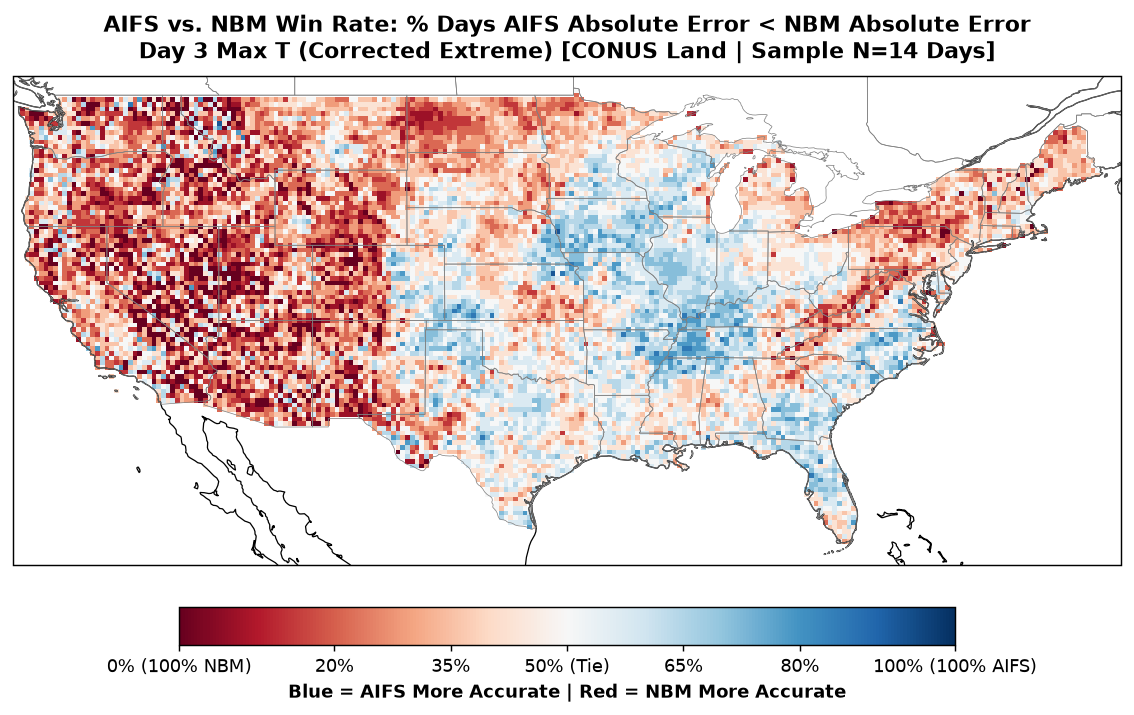 AIFS vs. NBM Win Rate: % Days AIFS Absolute Error < NBM Absolute Error
Day 3 Max T (Corrected Extreme) [CONUS Land | Sample N=14 Days]
0% (100% NBM) 20% 35% 50% (Tie) 65% 80% 100% (100% AIFS)
Blue = AIFS More Accurate | Red = NBM More Accurate